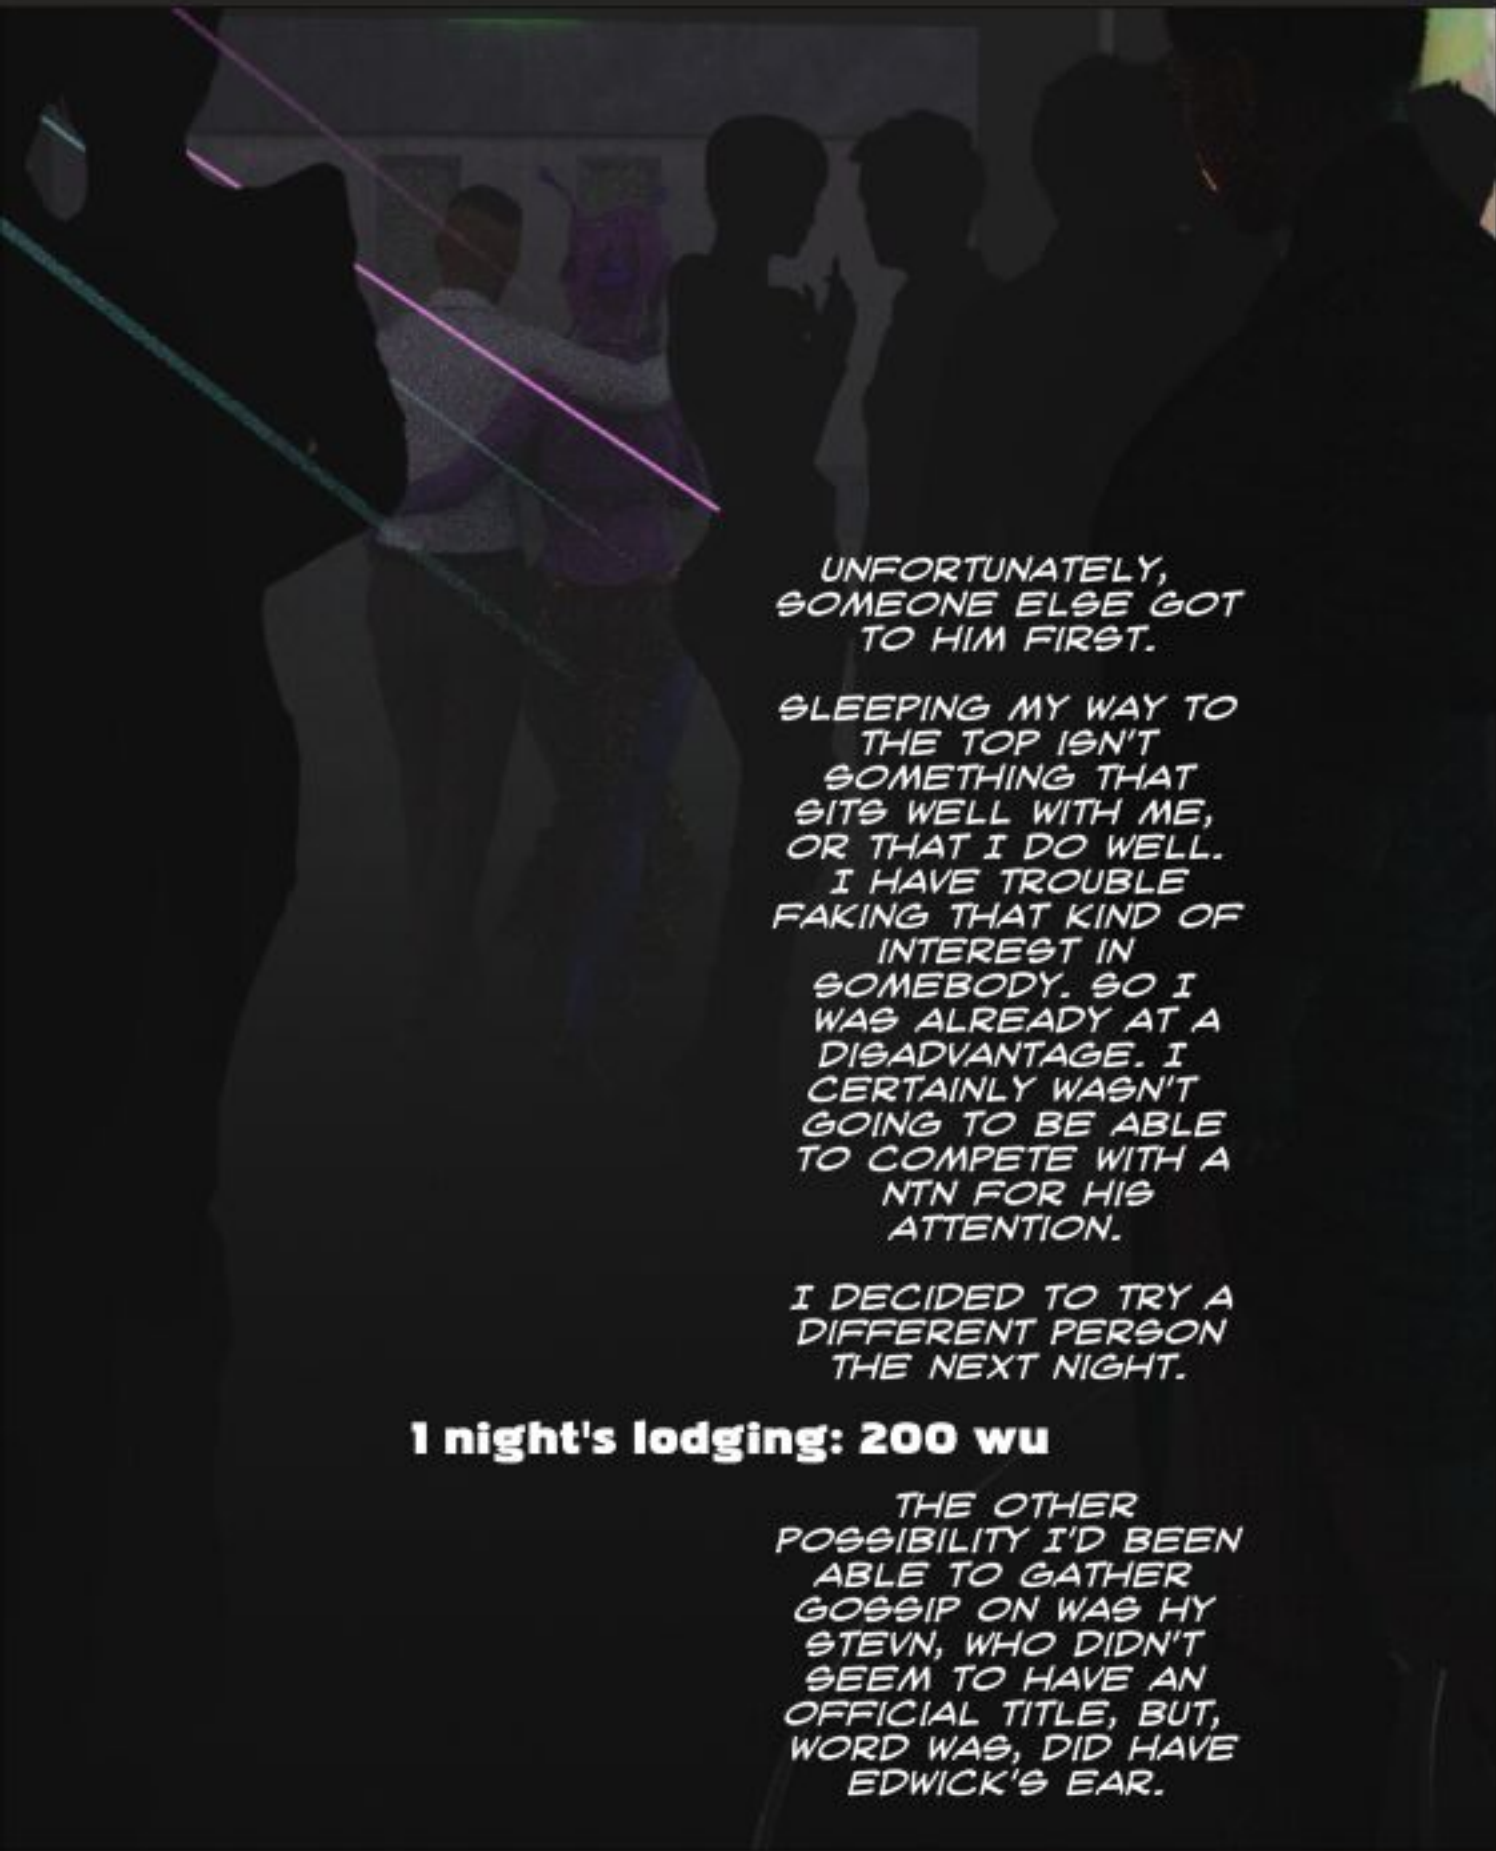 UNFORTUNATELY,
SOMEONE ELSE GOT
TO HIM FIRST.
SLEEPING MY WAY TO
THE TOP ISN'T
SOMETHING THAT
SITS WELL WITH ME,
OR THAT I DO WELL.
I HAVE TROUBLE
FAKING THAT KIND OF
INTEREST IN
SOMEBODY. SO I
WAS ALREADY AT A
DISADVANTAGE. I
CERTAINLY WASN'T
GOING TO BE ABLE
TO COMPETE WITH A
NTN FOR HIS
ATTENTION.
I DECIDED TO TRY A
DIFFERENT PERSON
THE NEXT NIGHT.
1 night's lodging: 200 wu
THE OTHER
POSSIBILITY I'D BEEN
ABLE TO GATHER
GOSSIP ON WAS HY
STEVN, WHO DIDN'T
SEEM TO HAVE AN
OFFICIAL TITLE, BUT,
WORD WAS, DID HAVE
EDWICK'S EAR.